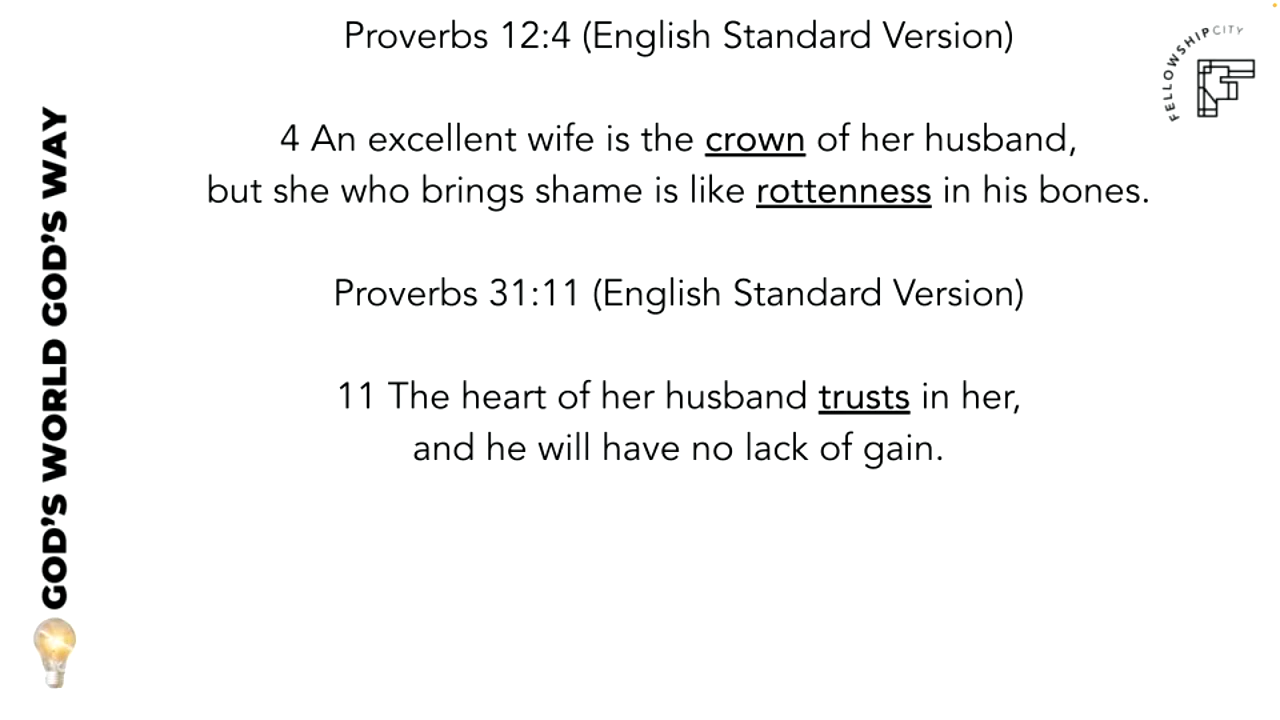 Proverbs 12:4 (English Standard Version)
4 An excellent wife is the crown of her husband,
but she who brings shame is like rottenness in his bones.
Proverbs 31:11 (English Standard Version)
11 The heart of her husband trusts in her,
and he will have no lack of gain.
GOD'S WORLD GOD'S WAY
FELLOWSHIPCITY